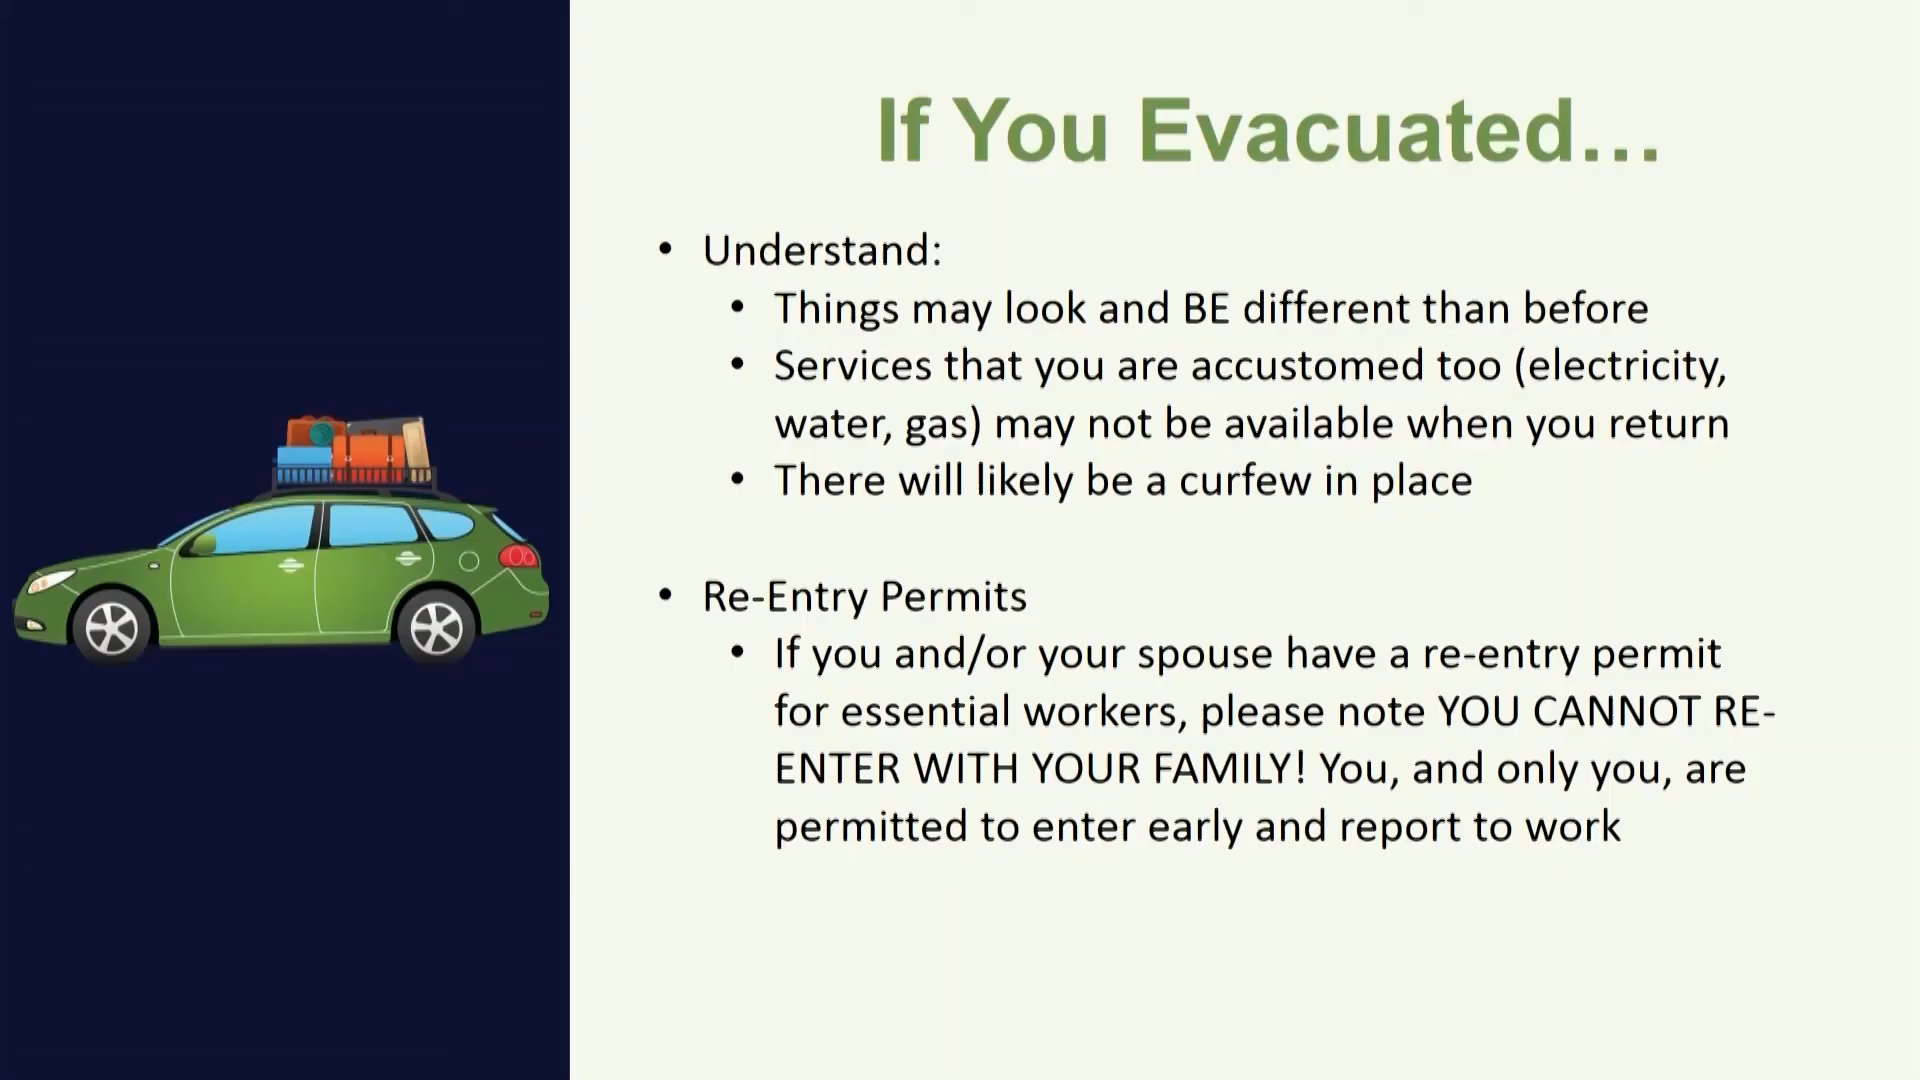 If You Evacuated...
• Understand:
• Things may look and BE different than before
• Services that you are accustomed too (electricity,
water, gas) may not be available when you return
• There will likely be a curfew in place
• Re-Entry Permits
• If you and/or your spouse have a re-entry permit
for essential workers, please note YOU CANNOT RE-
ENTER WITH YOUR FAMILY! You, and only you, are
permitted to enter early and report to work